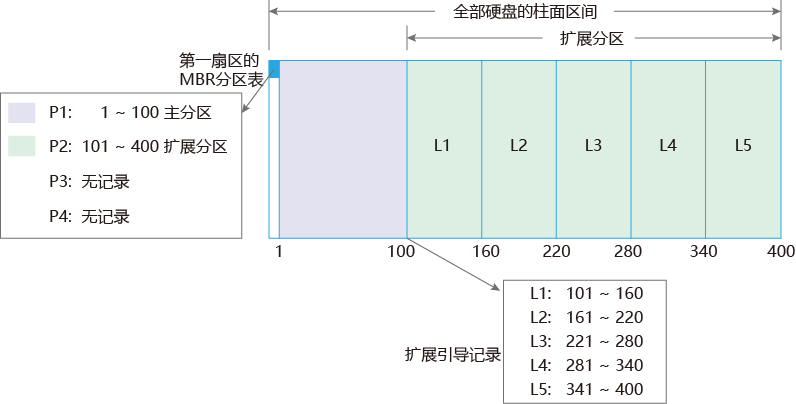 全部硬盘的柱面区间
扩展分区
第一扇区的
MBR分区表
P1: 1 ~ 100 主分区
P2: 101 ~ 400 扩展分区
P3: 无记录
P4: 无记录
L1 L2 L3 L4 L5
1 100 160 220 280 340 400
扩展引导记录
L1: 101 ~ 160
L2: 161 ~ 220
L3: 221 ~ 280
L4: 281 ~ 340
L5: 341 ~ 400